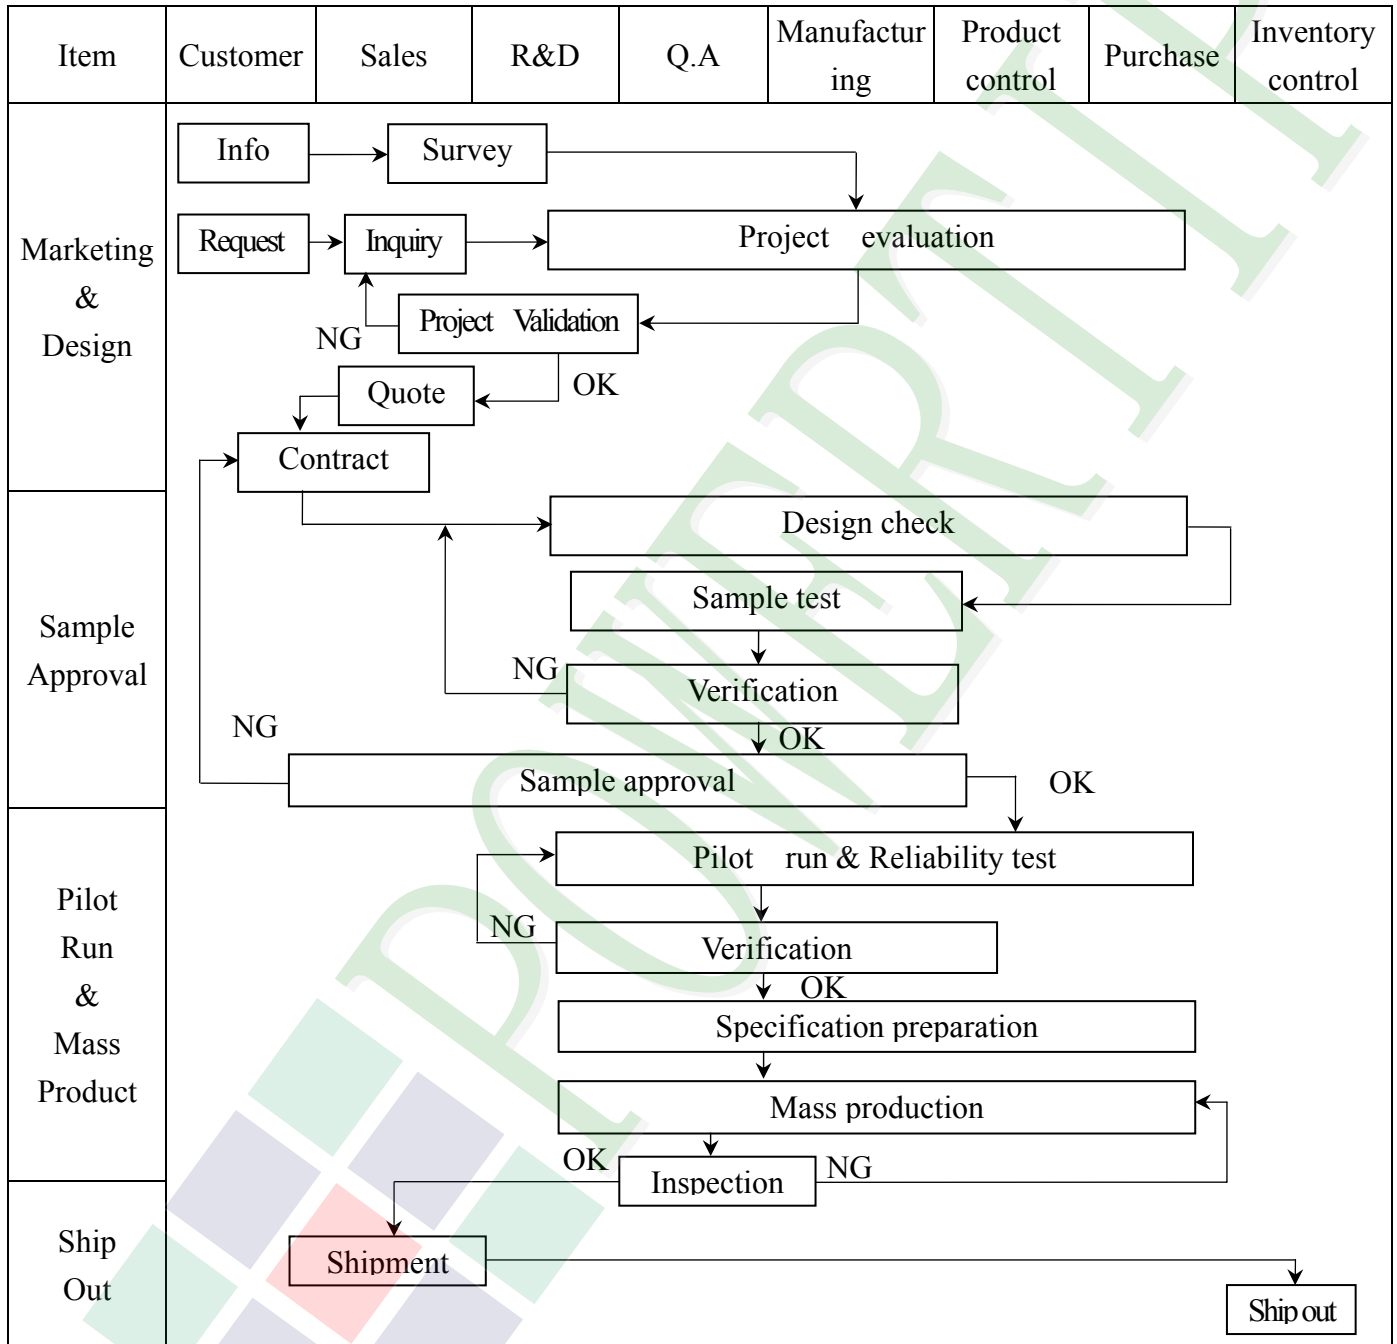 Item Customer Sales R&D Q.A Manufactur Product Purchase Inventory
ing control control
Info Survey
Request Inquiry Project evaluation
Marketing
&
Design
Project Validation
NG
OK
Quote
Contract
Design check
Sample test
Sample
Approval
NG
Verification
NG
OK
Sample approval
OK
Pilot run & Reliability test
Pilot
Run
&
Mass
Product
NG
Verification
OK
Specification preparation
Mass production
OK
Inspection
NG
Ship
Out
Shipment
Ship out